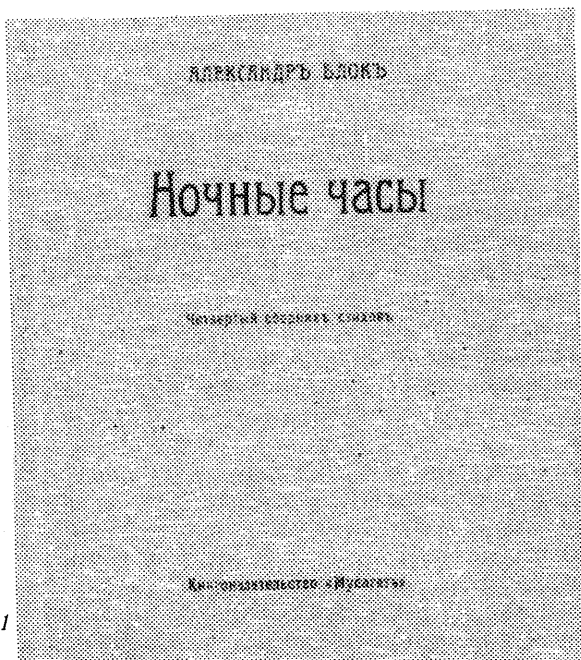 АЛЕКСАНДРЪ БЛОКЪ
Ночные часы
Четвертый сборникъ стиховъ
Книгоиздательство «Мусагетъ»
1